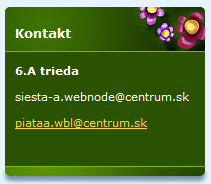 Kontakt
6.A trieda
siesta-a.webnode@centrum.sk
piataa.wbl@centrum.sk